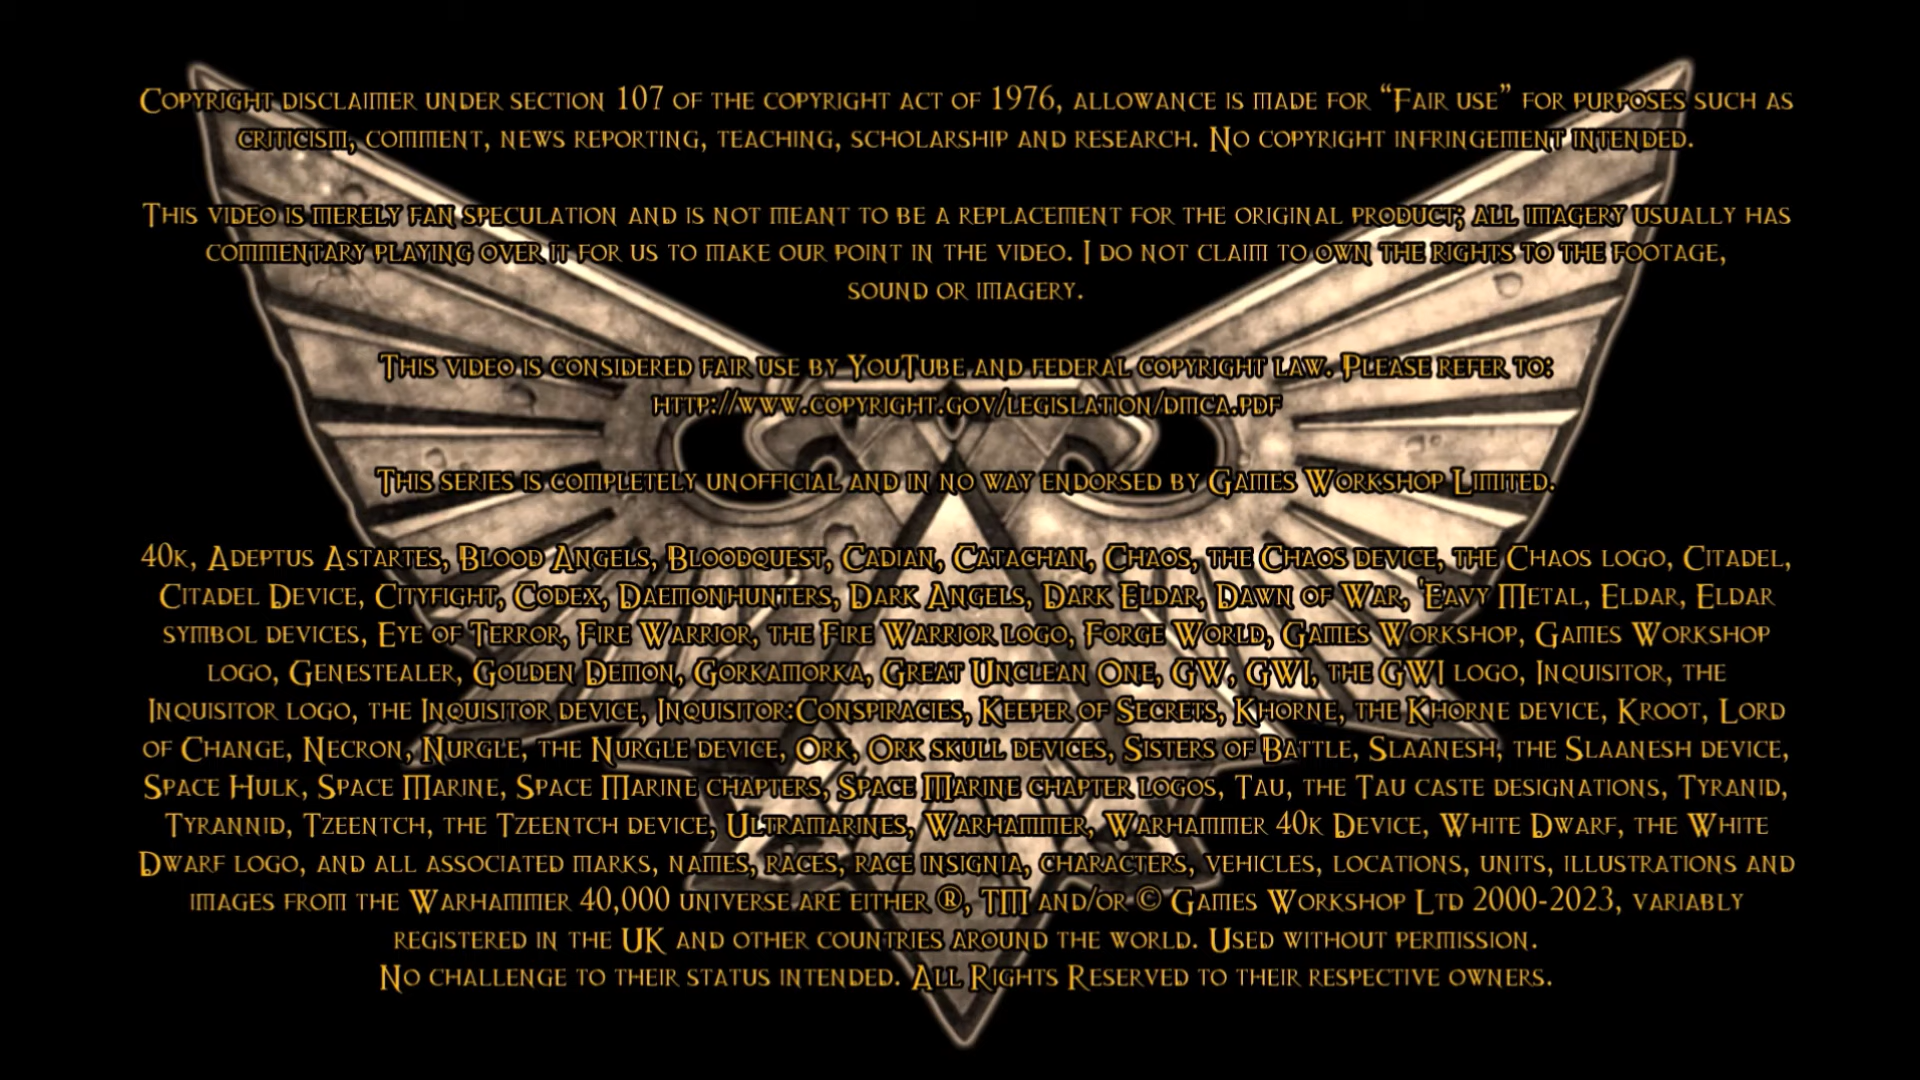 Copyright disclaimer under section 107 of the copyright act of 1976, allowance is made for “Fair use” for purposes such as
criticism, comment, news reporting, teaching, scholarship and research. No copyright infringement intended.
This video is merely fan speculation and is not meant to be a replacement for the original product; all imagery usually has
commentary playing over it for us to make our point in the video. I do not claim to own the rights to the footage,
sound or imagery.
This video is considered fair use by YouTube and federal copyright law. Please refer to:
http://www.copyright.gov/legislation/dmca.pdf
This series is completely unofficial and in no way endorsed by Games Workshop Limited.
40k, Adeptus Astartes, Blood Angels, Bloodquest, Cadian, Catachan, Chaos, the Chaos device, the Chaos logo, Citadel,
Citadel Device, Cityfight, Codex, Daemonhunters, Dark Angels, Dark Eldar, Dawn of War, 'Eavy Metal, Eldar, Eldar
symbol devices, Eye of Terror, Fire Warrior, the Fire Warrior logo, Forge World, Games Workshop, Games Workshop
logo, Genestealer, Golden Demon, Gorkamorka, Great Unclean One, GW, GWI, the GWI logo, Inquisitor, the
Inquisitor logo, the Inquisitor device, Inquisitor:Conspiracies, Keeper of Secrets, Khorne, the Khorne device, Kroot, Lord
of Change, Necron, Nurgle, the Nurgle device, Ork, Ork skull devices, Sisters of Battle, Slaanesh, the Slaanesh device,
Space Hulk, Space Marine, Space Marine chapters, Space Marine chapter logos, Tau, the Tau caste designations, Tyranid,
Tyrannid, Tzeentch, the Tzeentch device, Ultramarines, Warhammer, Warhammer 40k Device, White Dwarf, the White
Dwarf logo, and all associated marks, names, races, race insignia, characters, vehicles, locations, units, illustrations and
images from the Warhammer 40,000 universe are either ®, TM and/or © Games Workshop Ltd 2000-2023, variably
registered in the UK and other countries around the world. Used without permission.
No challenge to their status intended. All Rights Reserved to their respective owners.